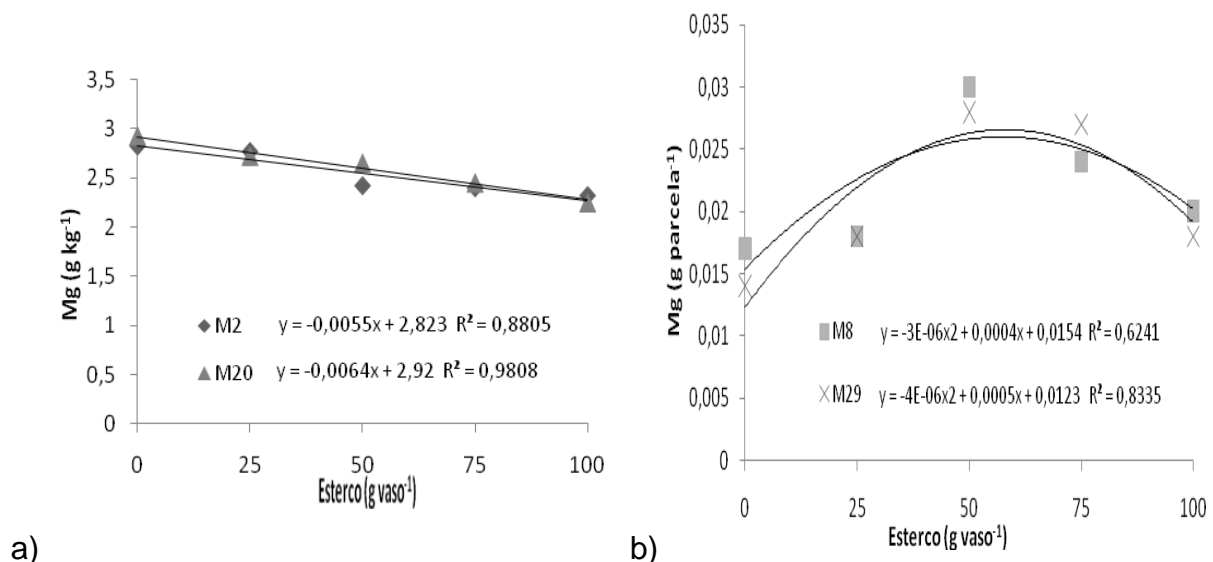 3,5
3
2,5
2
1,5
1
0,5
0
Mg (g kg⁻¹)
M2 y = -0,0055x + 2,823 R² = 0,8805
M20 y = -0,0064x + 2,92 R² = 0,9808
0 25 50 75 100
Esterco (g vaso⁻¹)
a)
0,035
0,03
0,025
0,02
0,015
0,01
0,005
0
Mg (g parcela⁻¹)
M8 y = -3E-06x2 + 0,0004x + 0,0154 R² = 0,6241
M29 y = -4E-06x2 + 0,0005x + 0,0123 R² = 0,8335
0 25 50 75 100
Esterco (g vaso⁻¹)
b)